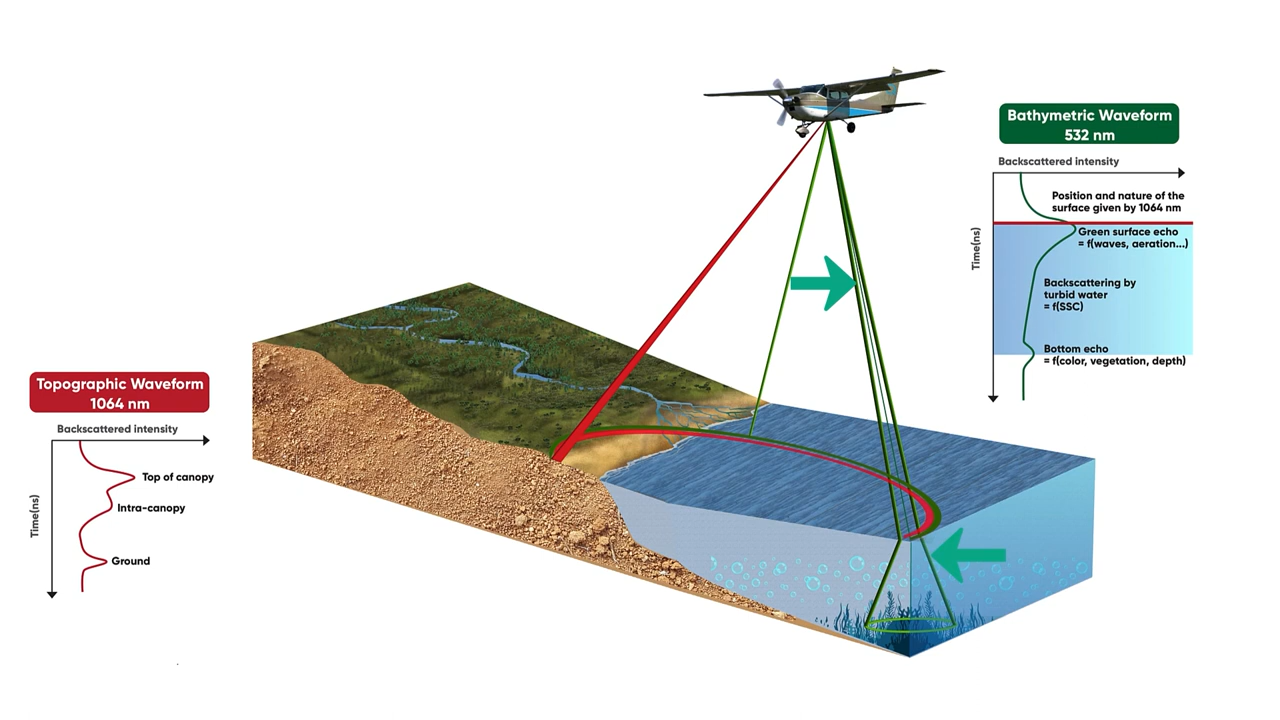 Bathymetric Waveform
532 nm
Backscattered intensity
Position and nature of the
surface given by 1064 nm
Green surface echo
= f(waves, aeration...)
Time(ns)
Backscattering by
turbid water
= f(SSC)
Bottom echo
= f(color, vegetation, depth)
Topographic Waveform
1064 nm
Backscattered intensity
Top of canopy
Intra-canopy
Time(ns)
Ground